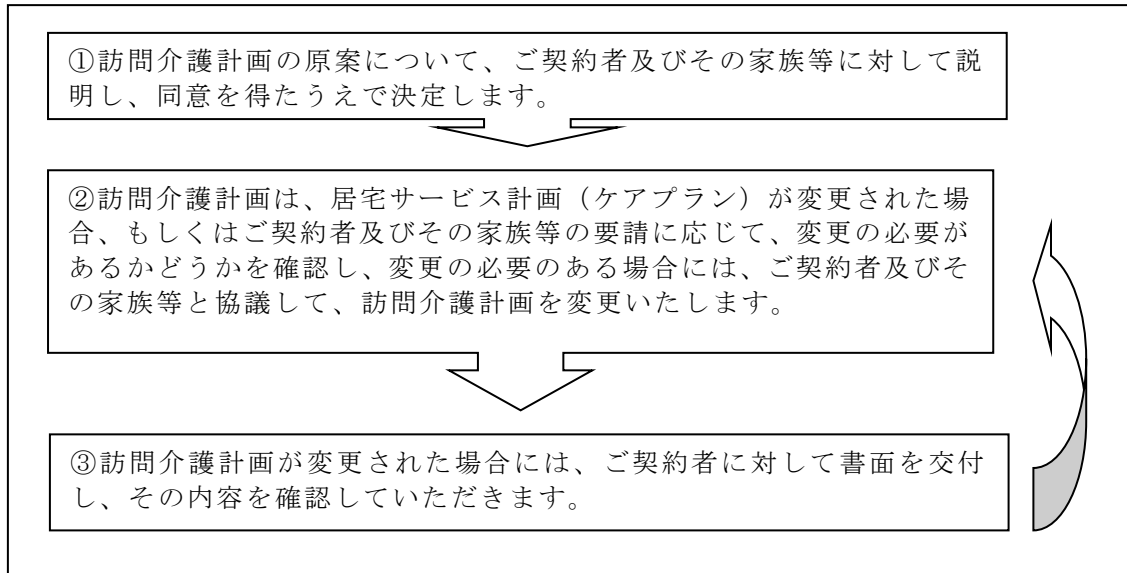 ①訪問介護計画の原案について、ご契約者及びその家族等に対して説
明し、同意を得たうえで決定します。
②訪問介護計画は、居宅サービス計画（ケアプラン）が変更された場
合、もしくはご契約者及びその家族等の要請に応じて、変更の必要が
あるかどうかを確認し、変更の必要のある場合には、ご契約者及びそ
の家族等と協議して、訪問介護計画を変更いたします。
③訪問介護計画が変更された場合には、ご契約者に対して書面を交付
し、その内容を確認していただきます。